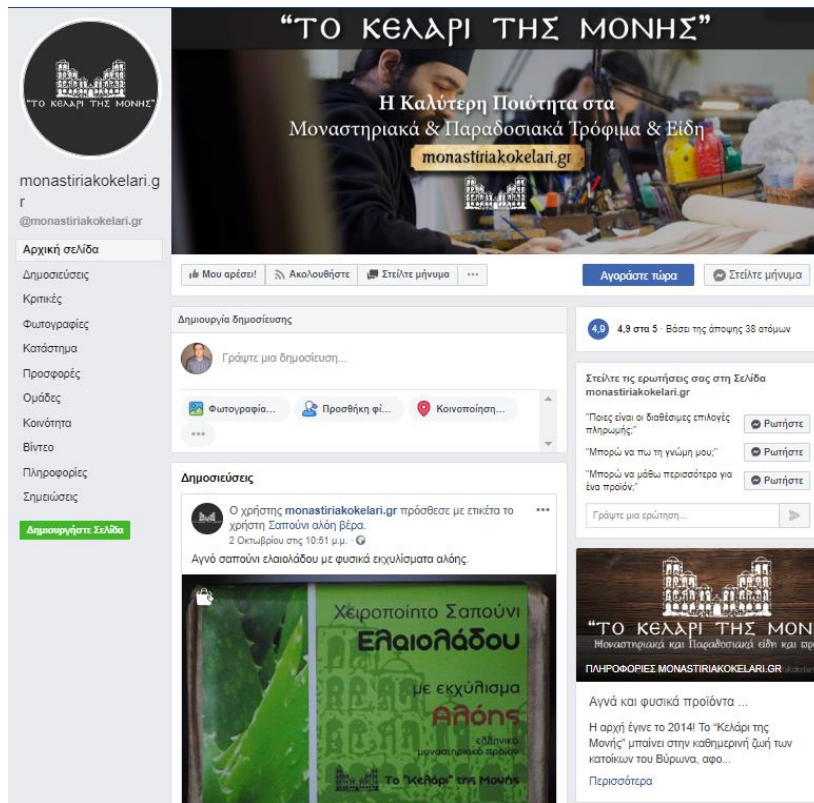 "ΤΟ ΚΕΛΑΡΙ ΤΗΣ ΜΟΝΗΣ"
Η Καλύτερη Ποιότητα στα
Μοναστηριακά & Παραδοσιακά Τρόφιμα & Είδη
monastiriakokelari.gr
"ΤΟ ΚΕΛΑΡΙ ΤΗΣ ΜΟΝΗΣ"
monastiriakokelari.g
r
@monastiriakokelari.gr
Αρχική σελίδα
Δημοσιεύσεις
Κριτικές
Φωτογραφίες
Κατάστημα
Προσφορές
Ομάδες
Κοινότητα
Βίντεο
Πληροφορίες
Σημειώσεις
Δημιουργήστε Σελίδα
Μου αρέσει! Ακολουθήστε Στείλτε μήνυμα ...
Αγοράστε τώρα Στείλτε μήνυμα
Δημιουργία δημοσίευσης
Γράψτε μια δημοσίευση...
Φωτογραφία... Προσθήκη φί... Κοινοποίηση...
...
Δημοσιεύσεις
Ο χρήστης monastiriakokelari.gr πρόσθεσε με ετικέτα το
χρήστη Σαπούνι αλόη βέρα.
2 Οκτωβρίου στις 10:51 μ.μ. ·
Αγνό σαπούνι ελαιολάδου με φυσικά εκχυλίσματα αλόης.
Χειροποίητο Σαπούνι
Ελαιολάδου
με εκχύλισμα
Αλόης
ελληνικό
μοναστηριακό προϊόν
Το "Κελάρι" της Μονής
4,9 4,9 στα 5 · Βάσει της άποψης 38 ατόμων
Στείλτε τις ερωτήσεις σας στη Σελίδα
monastiriakokelari.gr
"Ποιες είναι οι διαθέσιμες επιλογές
πληρωμής;" Ρωτήστε
"Μπορώ να πω τη γνώμη μου;" Ρωτήστε
"Μπορώ να μάθω περισσότερα για
ένα προϊόν;" Ρωτήστε
Γράψτε μια ερώτηση...
"ΤΟ ΚΕΛΑΡΙ ΤΗΣ ΜΟΝ
Μοναστηριακά και Παραδοσιακά είδη και πρ
ΠΛΗΡΟΦΟΡΙΕΣ MONASTIRIAKOKELARI.GR
Αγνά και φυσικά προϊόντα ...
Η αρχή έγινε το 2014! Το "Κελάρι της
Μονής" μπαίνει στην καθημερινή ζωή των
κατοίκων του Βύρωνα, αφο...
Περισσότερα